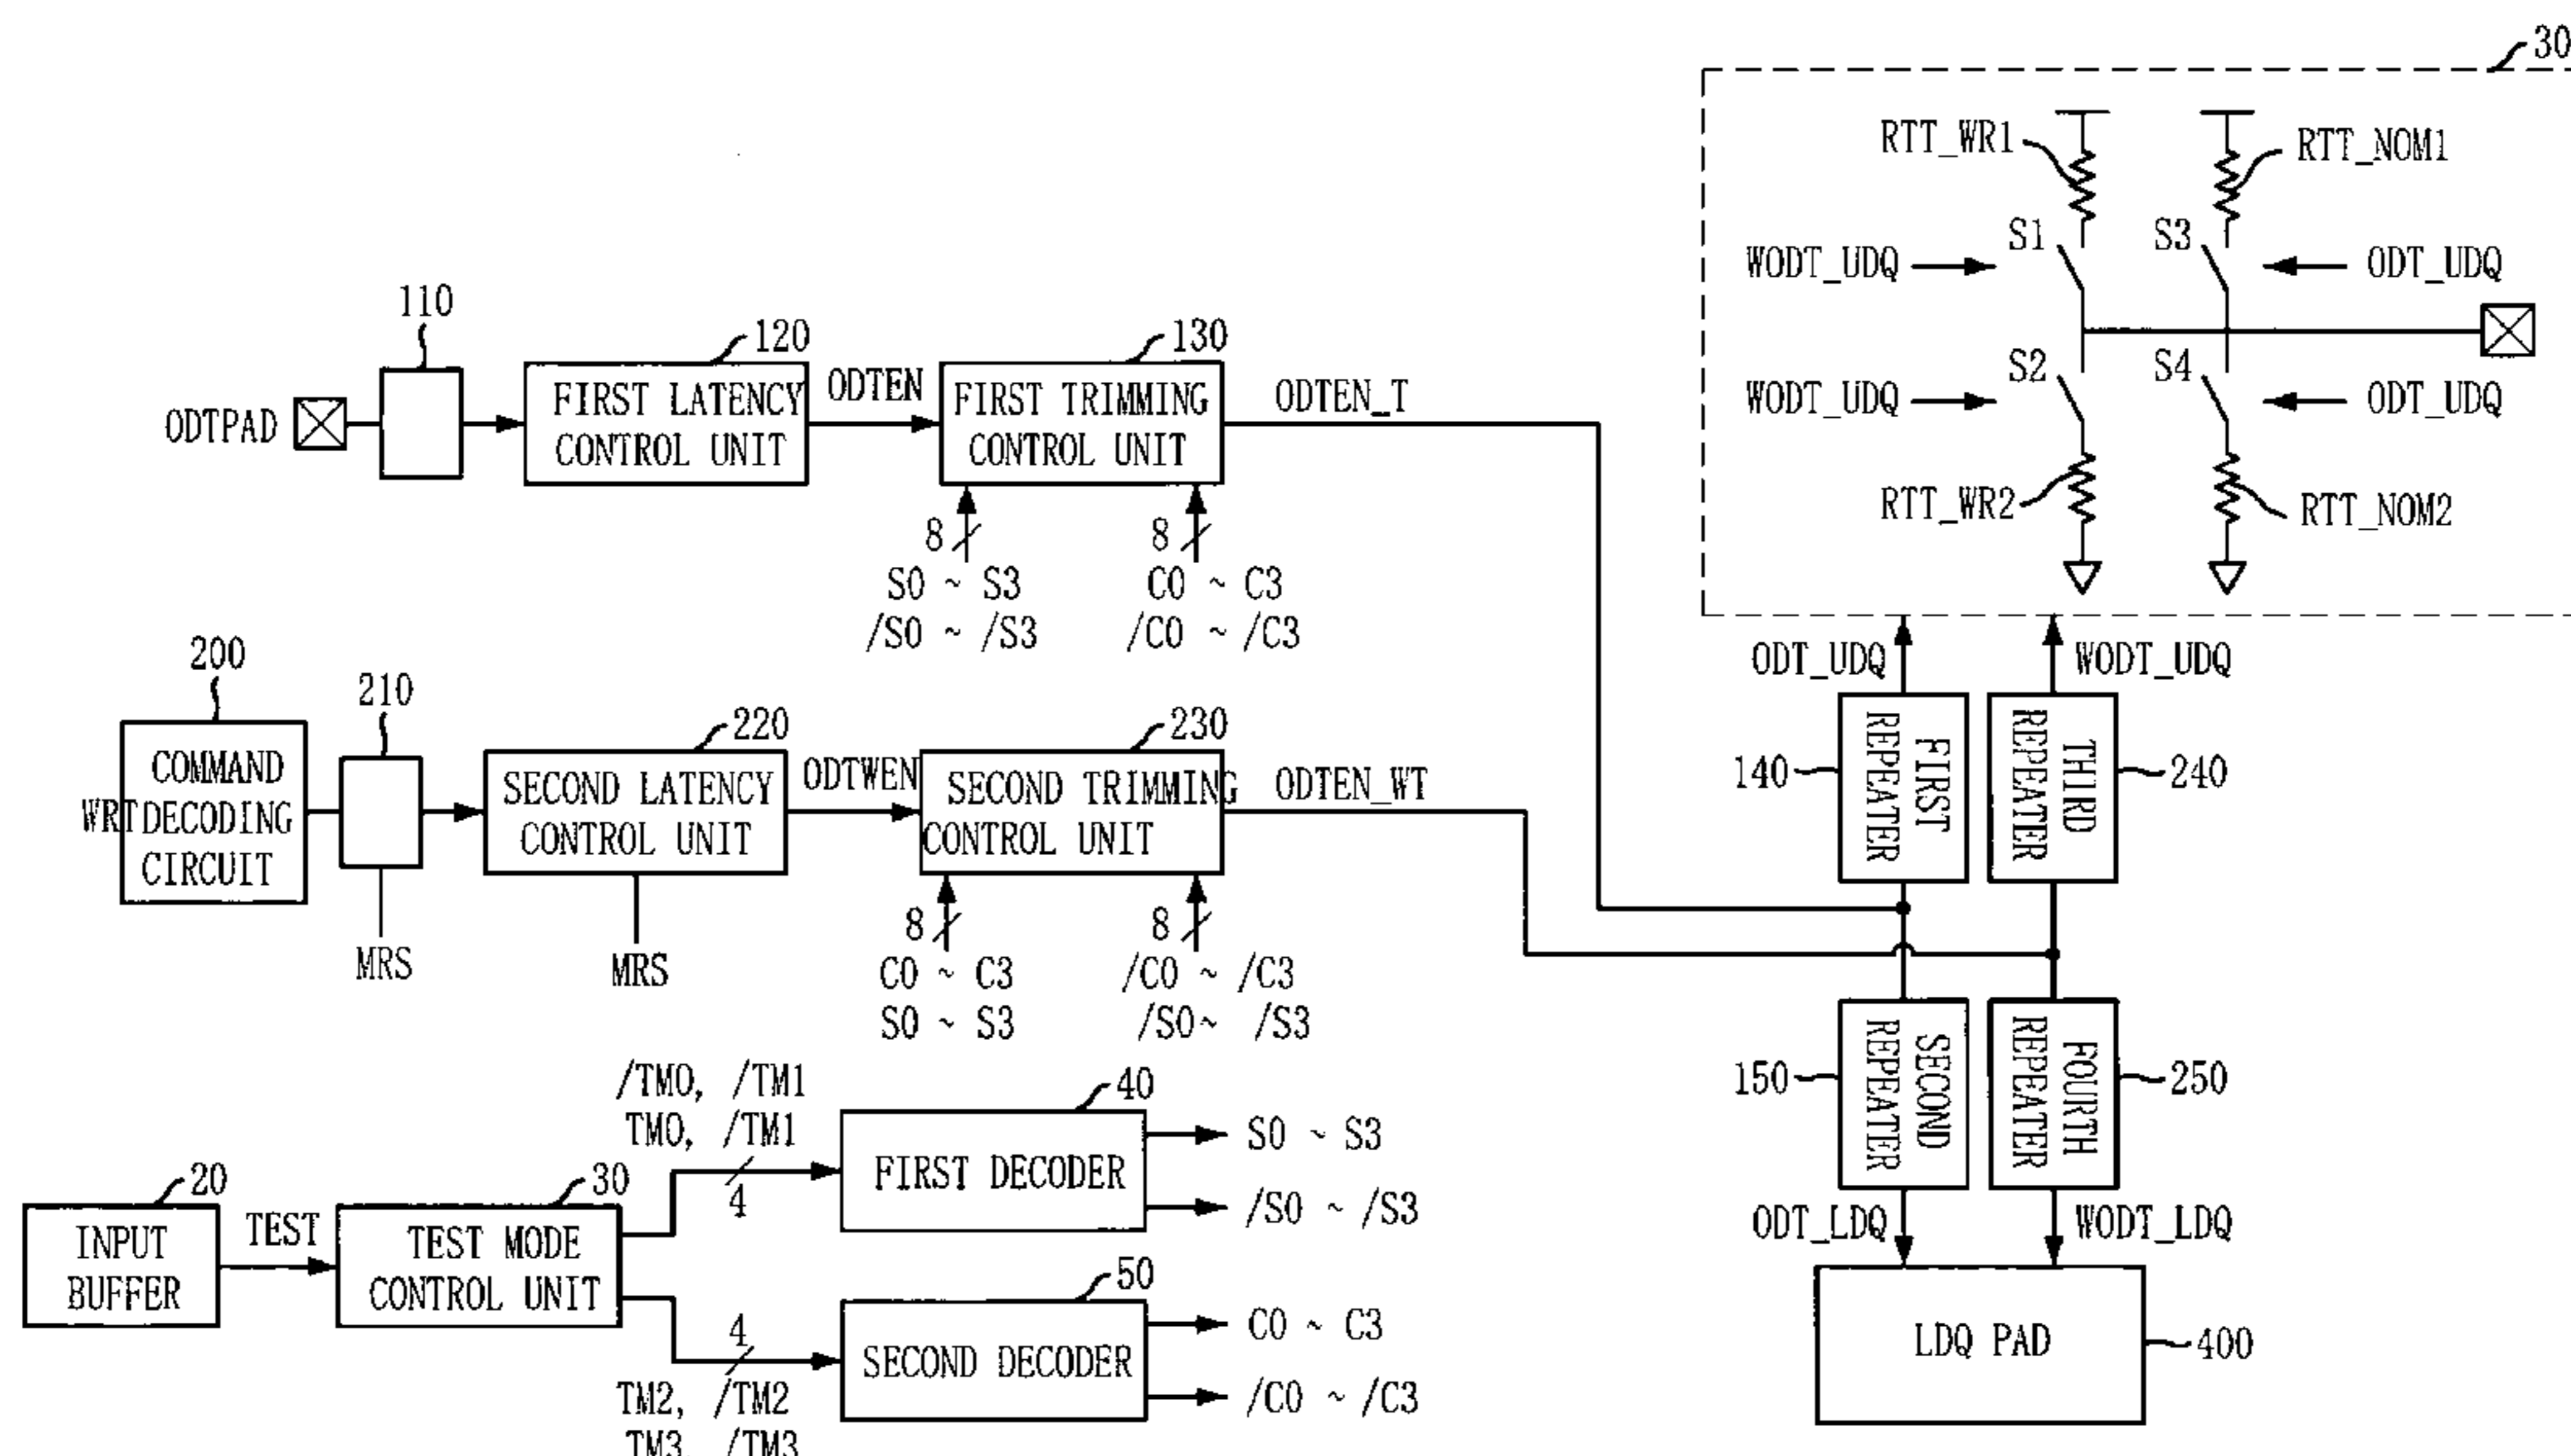 30
RTT_WR1
RTT_NOM1
S1
S3
WODT_UDQ
ODT_UDQ
S2
S4
WODT_UDQ
ODT_UDQ
RTT_WR2
RTT_NOM2
110
120
130
ODTPAD
FIRST LATENCY
CONTROL UNIT
ODTEN
FIRST TRIMMING
CONTROL UNIT
ODTEN_T
8
8
S0 ~ S3
/S0 ~ /S3
C0 ~ C3
/C0 ~ /C3
200
210
220
230
COMMAND
WRT DECODING
CIRCUIT
MRS
SECOND LATENCY
CONTROL UNIT
MRS
ODTWEN
SECOND TRIMMING
CONTROL UNIT
ODTEN_WT
8
8
C0 ~ C3
S0 ~ S3
/C0 ~ /C3
/S0~ /S3
ODT_UDQ
WODT_UDQ
140
FIRST
REPEATER
THIRD
REPEATER
240
150
SECOND
REPEATER
FOURTH
REPEATER
250
ODT_LDQ
WODT_LDQ
LDQ PAD
400
20
INPUT
BUFFER
TEST
30
TEST MODE
CONTROL UNIT
/TM0, /TM1
TM0, /TM1
4
40
FIRST DECODER
S0 ~ S3
/S0 ~ /S3
4
TM2, /TM2
TM3, /TM3
50
SECOND DECODER
C0 ~ C3
/C0 ~ /C3